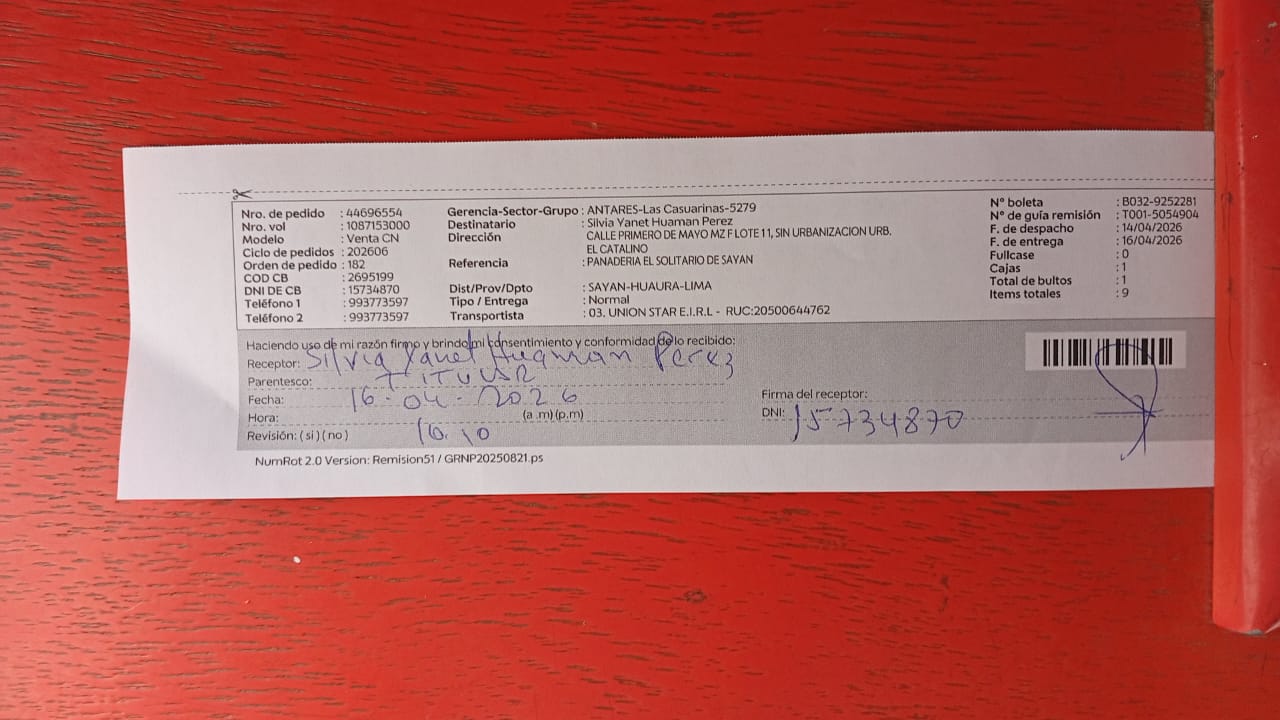 Nro. de pedido : 44696554
Nro. vol : 1087153000
Modelo : Venta CN
Ciclo de pedidos : 202606
Orden de pedido : 182
COD CB : 2695199
DNI DE CB : 15734870
Teléfono 1 : 993773597
Teléfono 2 : 993773597
Gerencia-Sector-Grupo : ANTARES-Las Casuarinas-5279
Destinatario : Silvia Yanet Huaman Perez
Dirección : CALLE PRIMERO DE MAYO MZ F LOTE 11, SIN URBANIZACION URB.
EL CATALINO
Referencia : PANADERIA EL SOLITARIO DE SAYAN
Dist/Prov/Dpto : SAYAN-HUAURA-LIMA
Tipo / Entrega : Normal
Transportista : 03. UNION STAR E.I.R.L - RUC:20500644762
N° boleta : B032-9252281
N° de guía remisión : T001-5054904
F. de despacho : 14/04/2026
F. de entrega : 16/04/2026
Fullcase : 0
Cajas : 1
Total de bultos : 1
Items totales : 9
Haciendo uso de mi razón firmo y brindo mi consentimiento y conformidad de lo recibido:
Receptor: Silvia Yanet Huaman Perez
Parentesco: TITULAR
Fecha: 16-04-2026
Hora: (a .m) (p.m)
Revisión: ( si ) ( no ) 10.10
Firma del receptor:
DNI: 15734870
NumRot 2.0 Version: Remision51 / GRNP20250821.ps